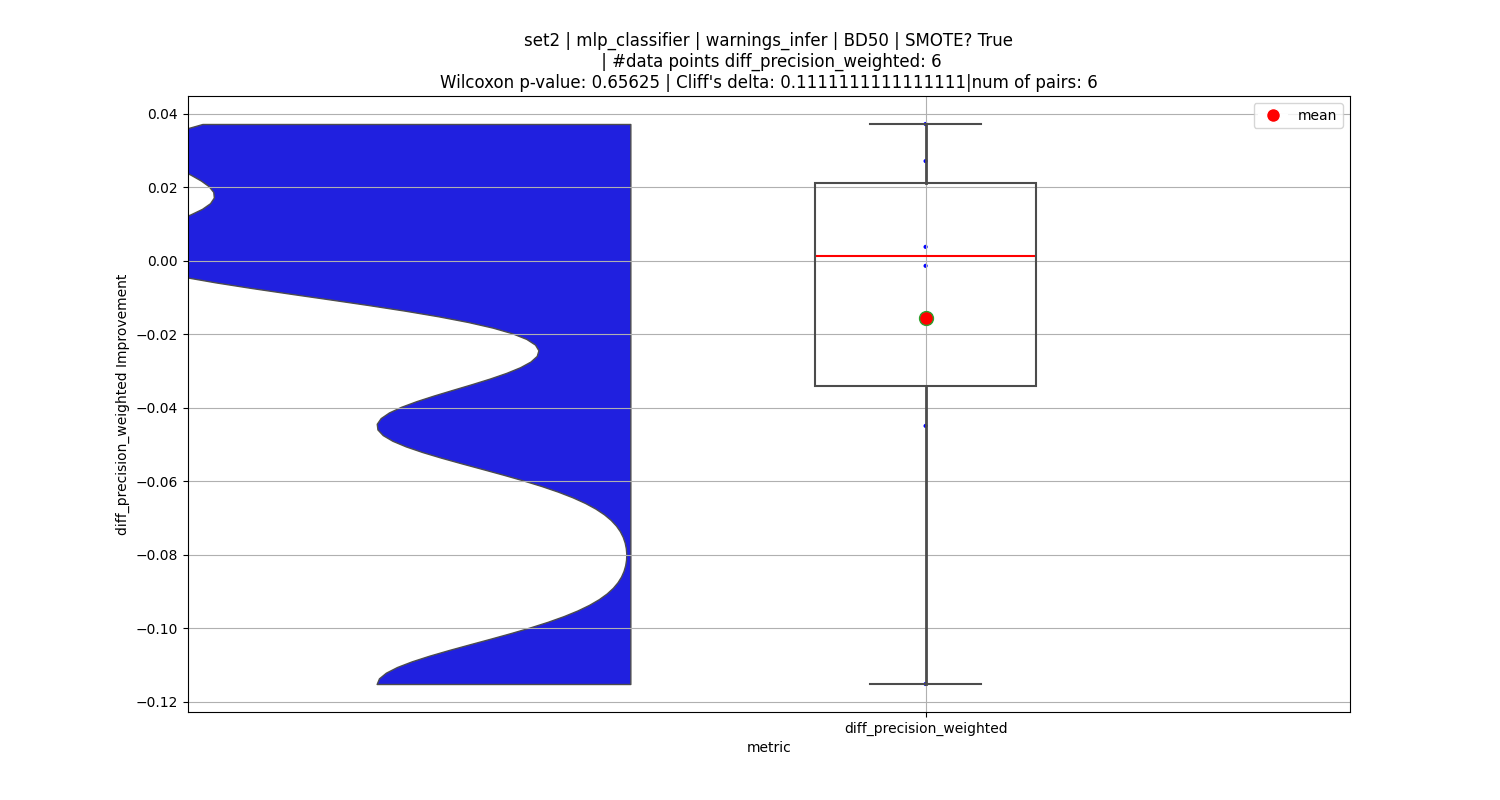 set2 | mlp_classifier | warnings_infer | BD50 | SMOTE? True
| #data points diff_precision_weighted: 6
Wilcoxon p-value: 0.65625 | Cliff's delta: 0.1111111111111111|num of pairs: 6
mean
0.04
0.02
0.00
−0.02
−0.04
−0.06
−0.08
−0.10
−0.12
diff_precision_weighted Improvement
diff_precision_weighted
metric